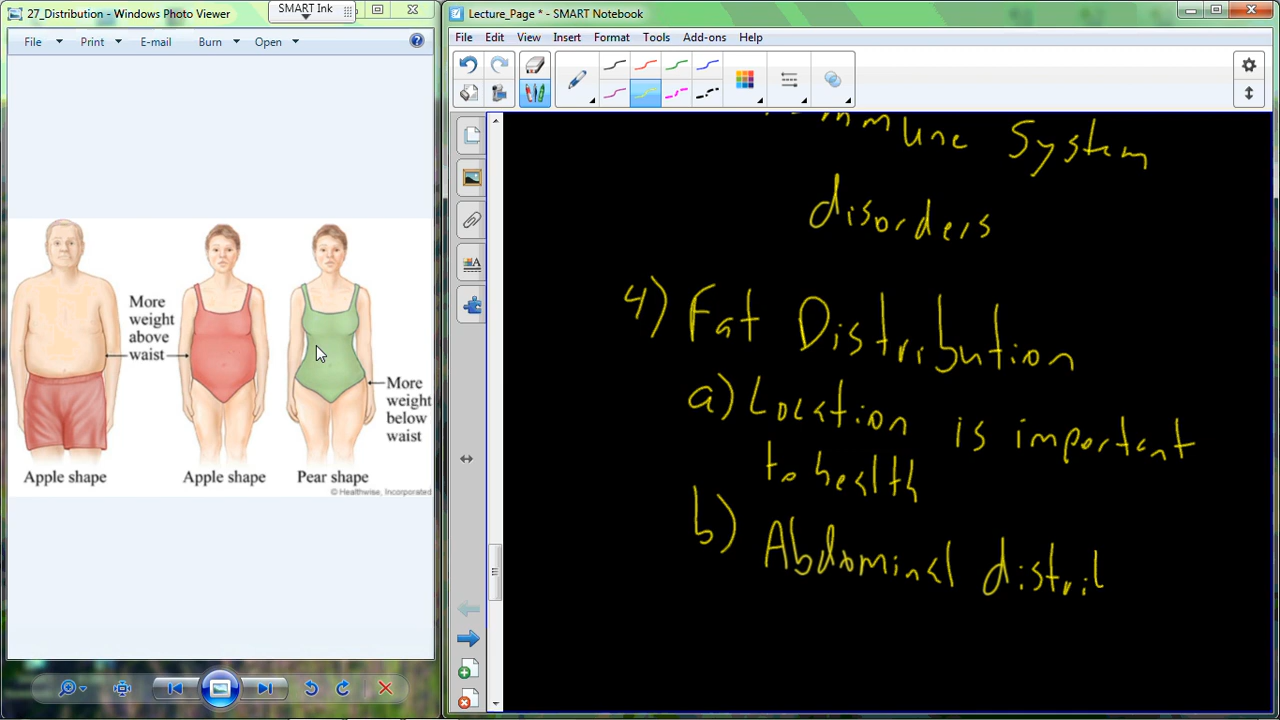 27_Distribution - Windows Photo Viewer
SMART Ink
File Print E-mail Burn Open
More
weight
above
waist
More
weight
below
waist
Apple shape Apple shape Pear shape
© Healthwise, Incorporated
Lecture_Page * - SMART Notebook
File Edit View Insert Format Tools Add-ons Help
Immune System
disorders
4) Fat Distribution
a) Location is important
to health
b) Abdominal distril